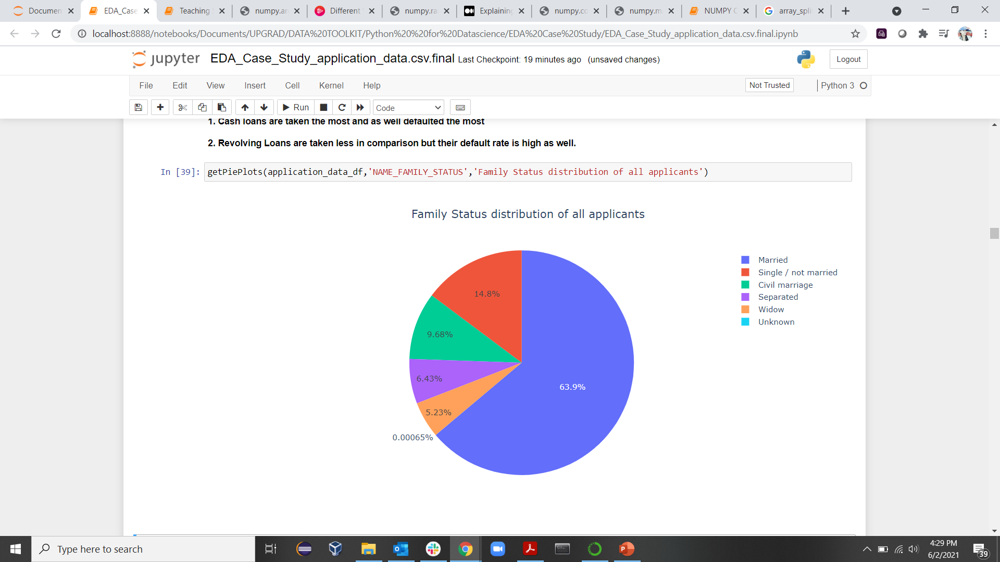 Documen
EDA_Case
Teaching
numpy.ar
Different
numpy.ra
Explaining
numpy.co
numpy.m
NUMPY C
array_spli
localhost:8888/notebooks/Documents/UPGRAD/DATA%20TOOLKIT/Python%20%20for%20Datascience/EDA%20Case%20Study/EDA_Case_Study_application_data.csv.final.ipynb
jupyter EDA_Case_Study_application_data.csv.final Last Checkpoint: 19 minutes ago (unsaved changes)
Logout
File Edit View Insert Cell Kernel Help
Not Trusted
Python 3
Run
Code
1. Cash loans are taken the most and as well defaulted the most
2. Revolving Loans are taken less in comparison but their default rate is high as well.
In [39]: getPiePlots(application_data_df,'NAME_FAMILY_STATUS','Family Status distribution of all applicants')
Family Status distribution of all applicants
Married
Single / not married
Civil marriage
Separated
Widow
Unknown
14.8%
9.68%
6.43%
63.9%
5.23%
0.00065%
Type here to search
4:29 PM
6/2/2021
39